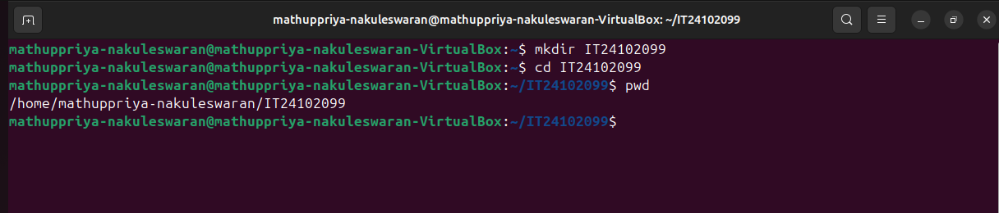 mathuppriya-nakuleswaran@mathuppriya-nakuleswaran-VirtualBox: ~/IT24102099
mathuppriya-nakuleswaran@mathuppriya-nakuleswaran-VirtualBox:~$ mkdir IT24102099
mathuppriya-nakuleswaran@mathuppriya-nakuleswaran-VirtualBox:~$ cd IT24102099
mathuppriya-nakuleswaran@mathuppriya-nakuleswaran-VirtualBox:~/IT24102099$ pwd
/home/mathuppriya-nakuleswaran/IT24102099
mathuppriya-nakuleswaran@mathuppriya-nakuleswaran-VirtualBox:~/IT24102099$